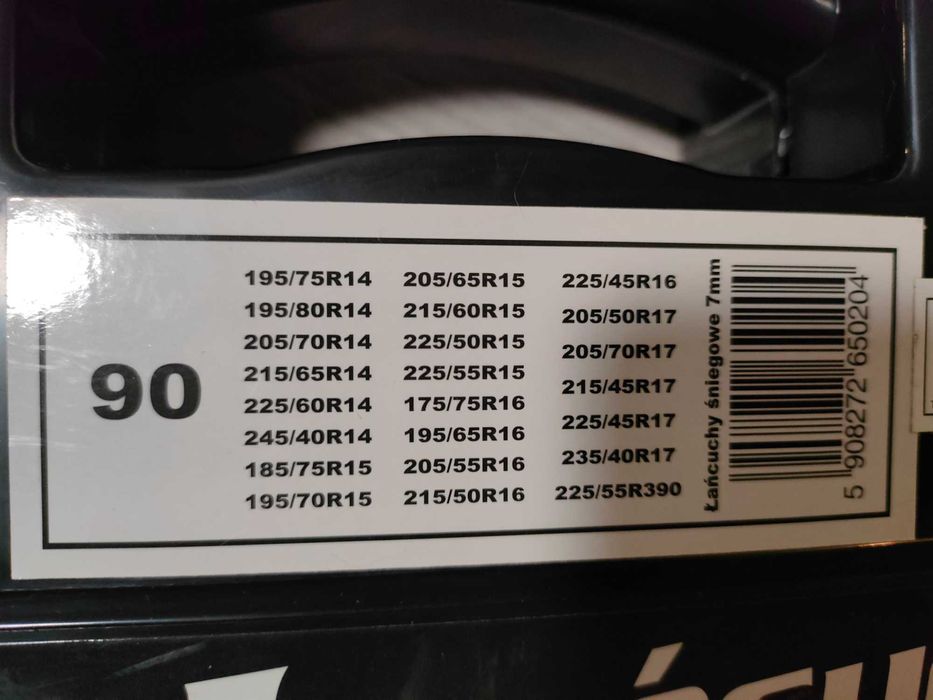 90
195/75R14
195/80R14
205/70R14
215/65R14
225/60R14
245/40R14
185/75R15
195/70R15
205/65R15
215/60R15
225/50R15
225/55R15
175/75R16
195/65R16
205/55R16
215/50R16
225/45R16
205/50R17
205/70R17
215/45R17
225/45R17
235/40R17
225/55R390
Łańcuchy śniegowe 7mm
5 908272 650204